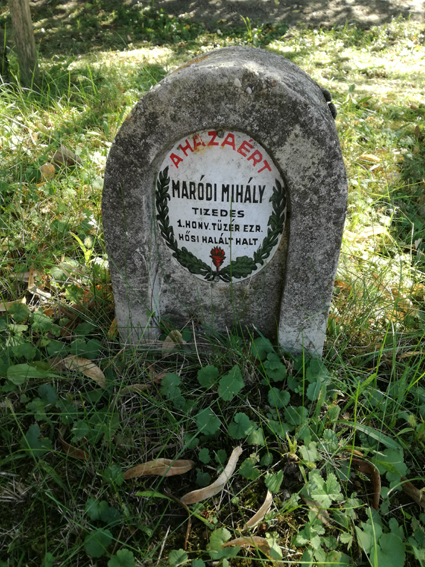 A HAZÁÉRT
MARÓDI MIHÁLY
TIZEDES
1. HONV. TÜZÉR EZR.
HŐSI HALÁLT HALT